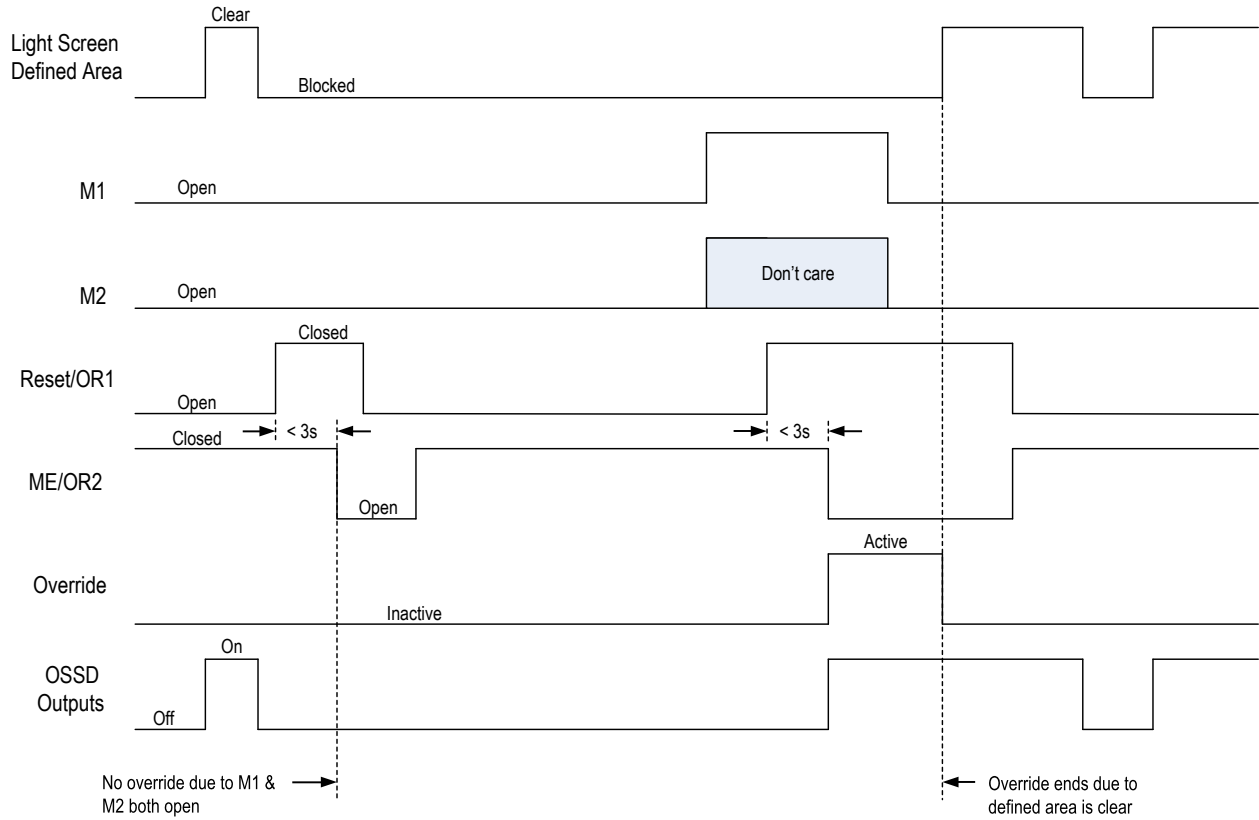 Clear
Light Screen
Defined Area
Blocked
M1
Open
M2
Open
Don't care
Closed
Reset/OR1
Open
< 3s
< 3s
Closed
ME/OR2
Open
Active
Override
Inactive
On
OSSD
Outputs
Off
No override due to M1 &
M2 both open
Override ends due to
defined area is clear